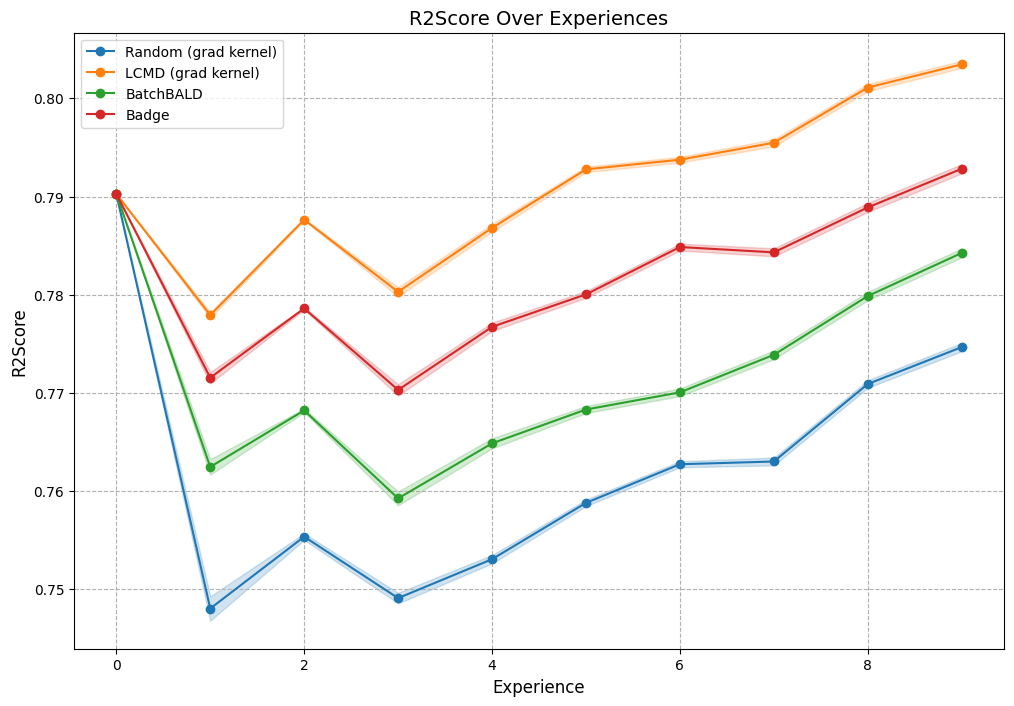 R2Score Over Experiences
Random (grad kernel)
LCMD (grad kernel)
BatchBALD
Badge
R2Score
0.80
0.79
0.78
0.77
0.76
0.75
0
2
4
6
8
Experience